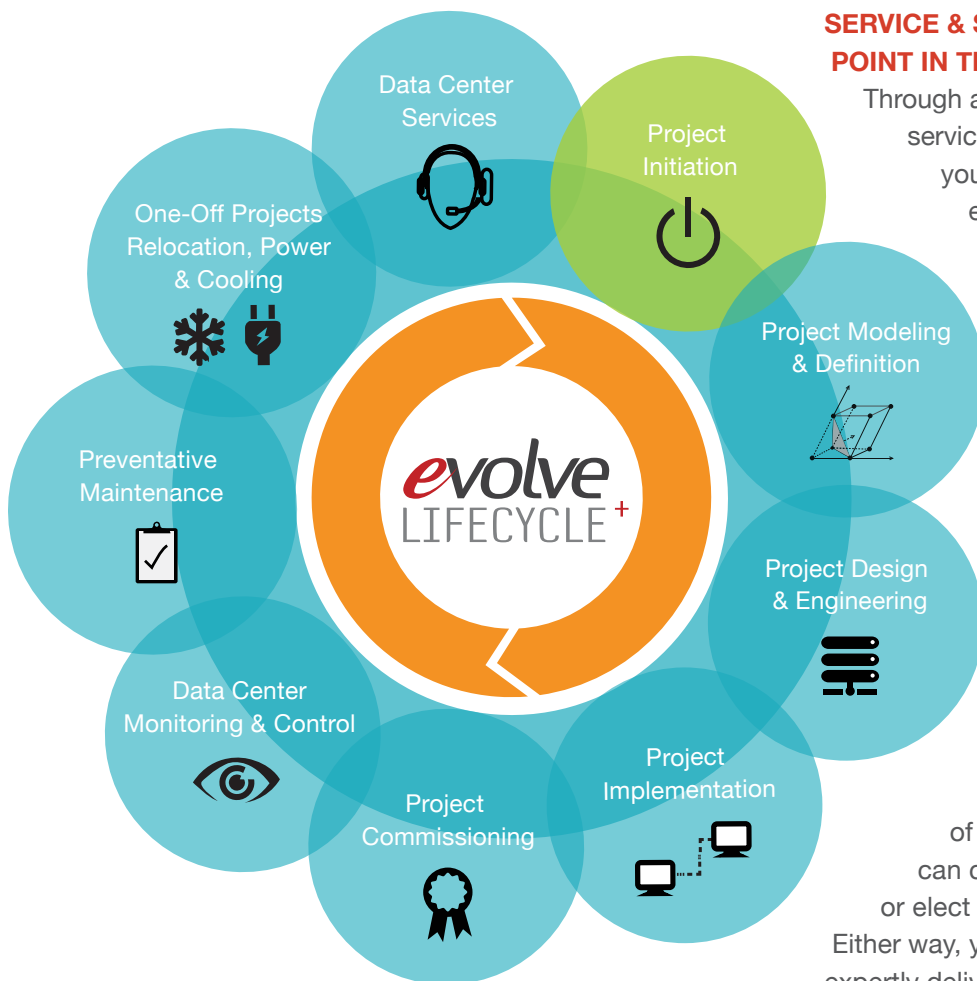 SERVICE & S
POINT IN T
Through a
servic
you
e
Data Center
Services
Project
Initiation
One-Off Projects
Relocation, Power
& Cooling
Project Modeling
& Definition
Preventative
Maintenance
evolve
LIFECYCLE+
Project Design
& Engineering
Data Center
Monitoring & Control
Project
Implementation
Project
Commissioning
of
can
or elect
Either way, y
expertly deliv